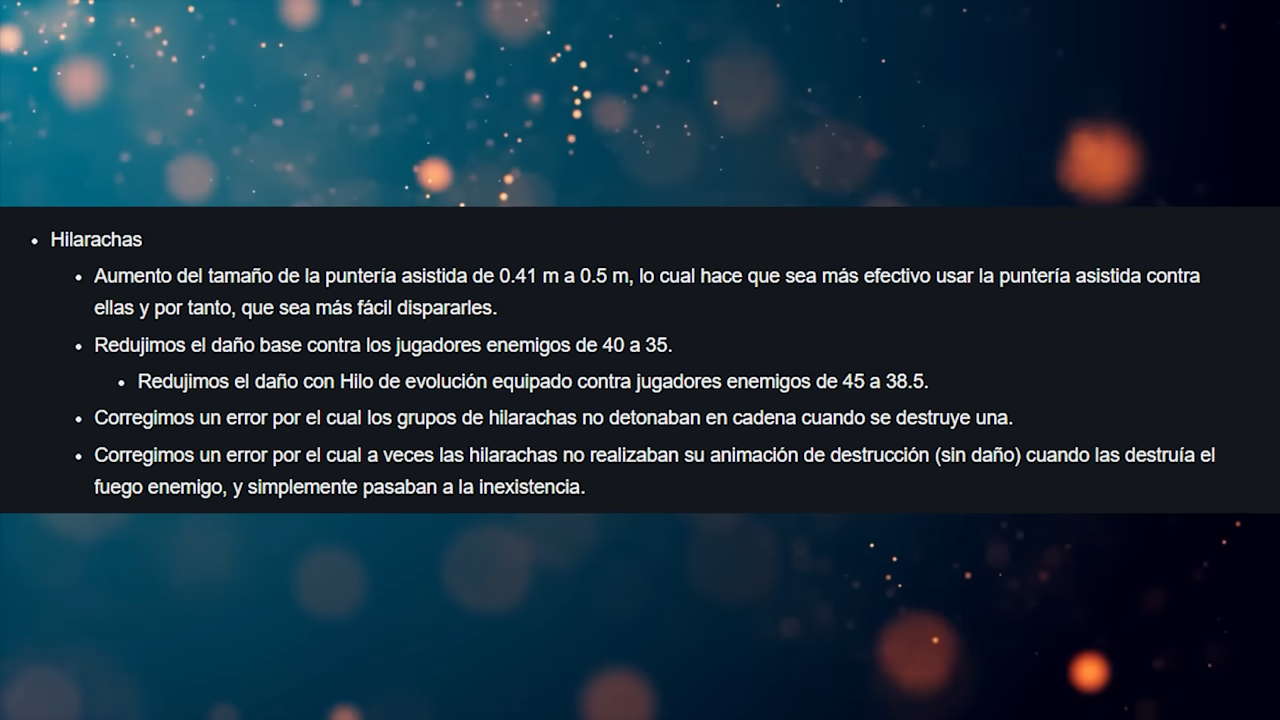 Hilarachas
Aumento del tamaño de la puntería asistida de 0.41 m a 0.5 m, lo cual hace que sea más efectivo usar la puntería asistida contra
ellas y por tanto, que sea más fácil dispararles.
Redujimos el daño base contra los jugadores enemigos de 40 a 35.
Redujimos el daño con Hilo de evolución equipado contra jugadores enemigos de 45 a 38.5.
Corregimos un error por el cual los grupos de hilarachas no detonaban en cadena cuando se destruye una.
Corregimos un error por el cual a veces las hilarachas no realizaban su animación de destrucción (sin daño) cuando las destruía el
fuego enemigo, y simplemente pasaban a la inexistencia.